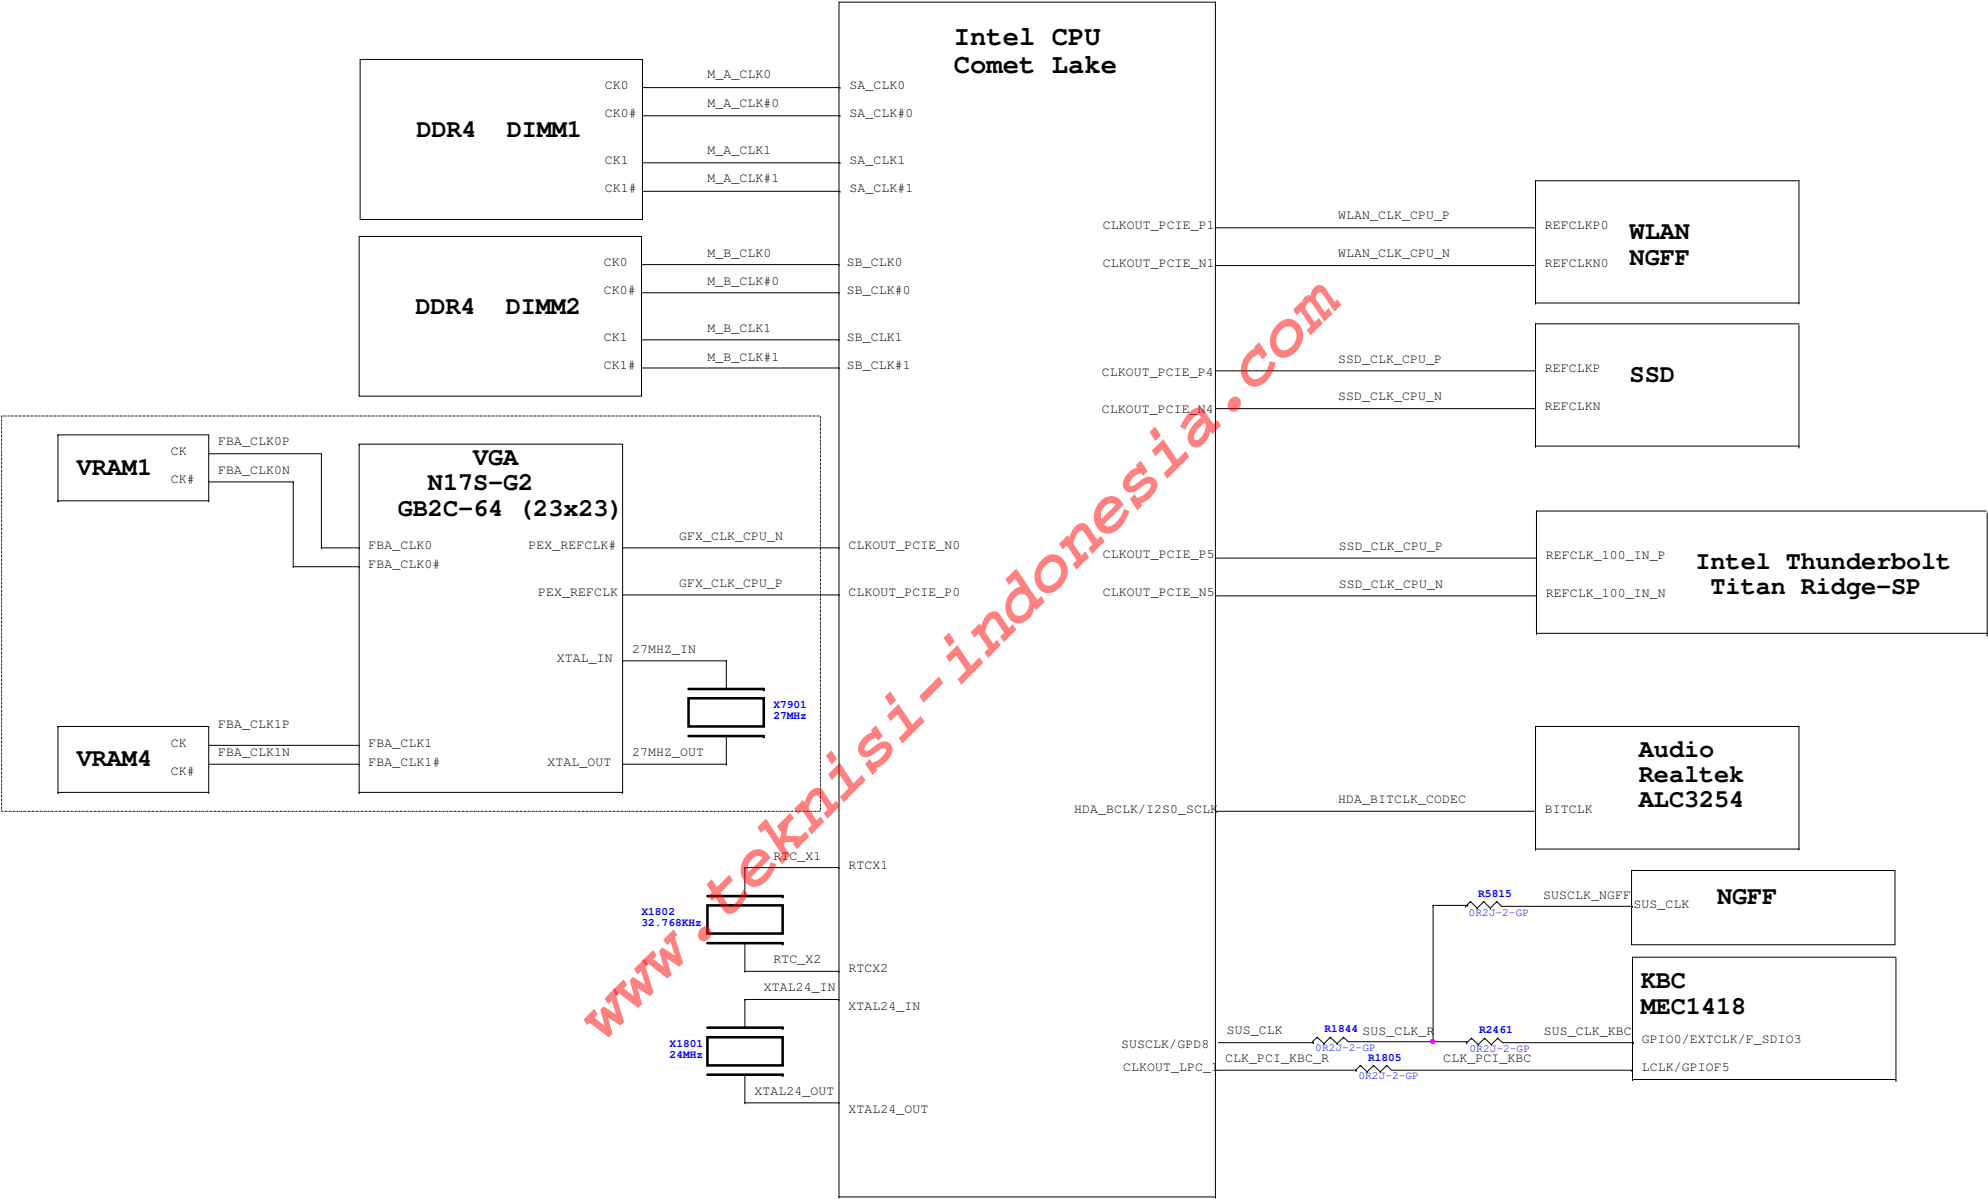 Intel CPU
Comet Lake
DDR4 DIMM1
CK0
CK0#
CK1
CK1#
M_A_CLK0
M_A_CLK#0
M_A_CLK1
M_A_CLK#1
SA_CLK0
SA_CLK#0
SA_CLK1
SA_CLK#1
DDR4 DIMM2
CK0
CK0#
CK1
CK1#
M_B_CLK0
M_B_CLK#0
M_B_CLK1
M_B_CLK#1
SB_CLK0
SB_CLK#0
SB_CLK1
SB_CLK#1
VRAM1
CK
CK#
FBA_CLK0P
FBA_CLK0N
VGA
N17S-G2
GB2C-64 (23x23)
FBA_CLK0
FBA_CLK0#
PEX_REFCLK#
PEX_REFCLK
GFX_CLK_CPU_N
GFX_CLK_CPU_P
CLKOUT_PCIE_N0
CLKOUT_PCIE_P0
XTAL_IN
27MHZ_IN
X7901
27MHz
XTAL_OUT
27MHZ_OUT
VRAM4
CK
CK#
FBA_CLK1P
FBA_CLK1N
FBA_CLK1
FBA_CLK1#
RTC_X1
RTCX1
X1802
32.768KHz
RTC_X2
RTCX2
XTAL24_IN
XTAL24_IN
X1801
24MHz
XTAL24_OUT
XTAL24_OUT
CLKOUT_PCIE_P1
CLKOUT_PCIE_N1
WLAN_CLK_CPU_P
WLAN_CLK_CPU_N
REFCLKP0
REFCLKN0
WLAN
NGFF
CLKOUT_PCIE_P4
CLKOUT_PCIE_N4
SSD_CLK_CPU_P
SSD_CLK_CPU_N
REFCLKP
REFCLKN
SSD
CLKOUT_PCIE_P5
CLKOUT_PCIE_N5
SSD_CLK_CPU_P
SSD_CLK_CPU_N
REFCLK_100_IN_P
REFCLK_100_IN_N
Intel Thunderbolt
Titan Ridge-SP
HDA_BCLK/I2S0_SCLK
HDA_BITCLK_CODEC
BITCLK
Audio
Realtek
ALC3254
R5815
0R2J-2-GP
SUSCLK_NGFF
SUS_CLK
NGFF
KBC
MEC1418
SUSCLK/GPD8
SUS_CLK
R1844
0R2J-2-GP
SUS_CLK_R
R2461
0R2J-2-GP
SUS_CLK_KBC
GPIO0/EXTCLK/F_SDIO3
CLKOUT_LPC_1
CLK_PCI_KBC_R
R1805
0R2J-2-GP
CLK_PCI_KBC
LCLK/GPIOF5
www.teknisi-indonesia.com